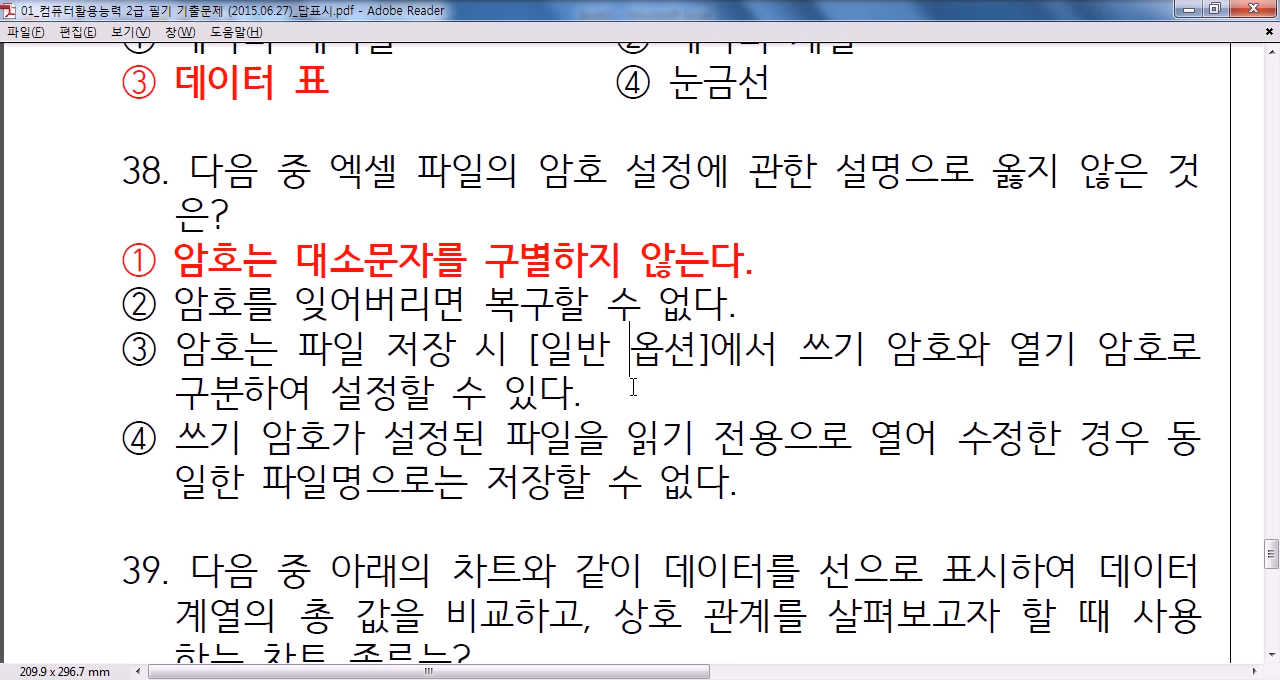 01_컴퓨터활용능력 2급 필기 기출문제 (2015.06.27)_답표시.pdf - Adobe Reader
파일(F) 편집(E) 보기(V) 창(W) 도움말(H)
③ 데이터 표 ④ 눈금선
38. 다음 중 엑셀 파일의 암호 설정에 관한 설명으로 옳지 않은 것
은?
① 암호는 대소문자를 구별하지 않는다.
② 암호를 잊어버리면 복구할 수 없다.
③ 암호는 파일 저장 시 [일반 옵션]에서 쓰기 암호와 열기 암호로
구분하여 설정할 수 있다.
④ 쓰기 암호가 설정된 파일을 읽기 전용으로 열어 수정한 경우 동
일한 파일명으로는 저장할 수 없다.
39. 다음 중 아래의 차트와 같이 데이터를 선으로 표시하여 데이터
계열의 총 값을 비교하고, 상호 관계를 살펴보고자 할 때 사용
하는 차트 종류는?
209.9 x 296.7 mm